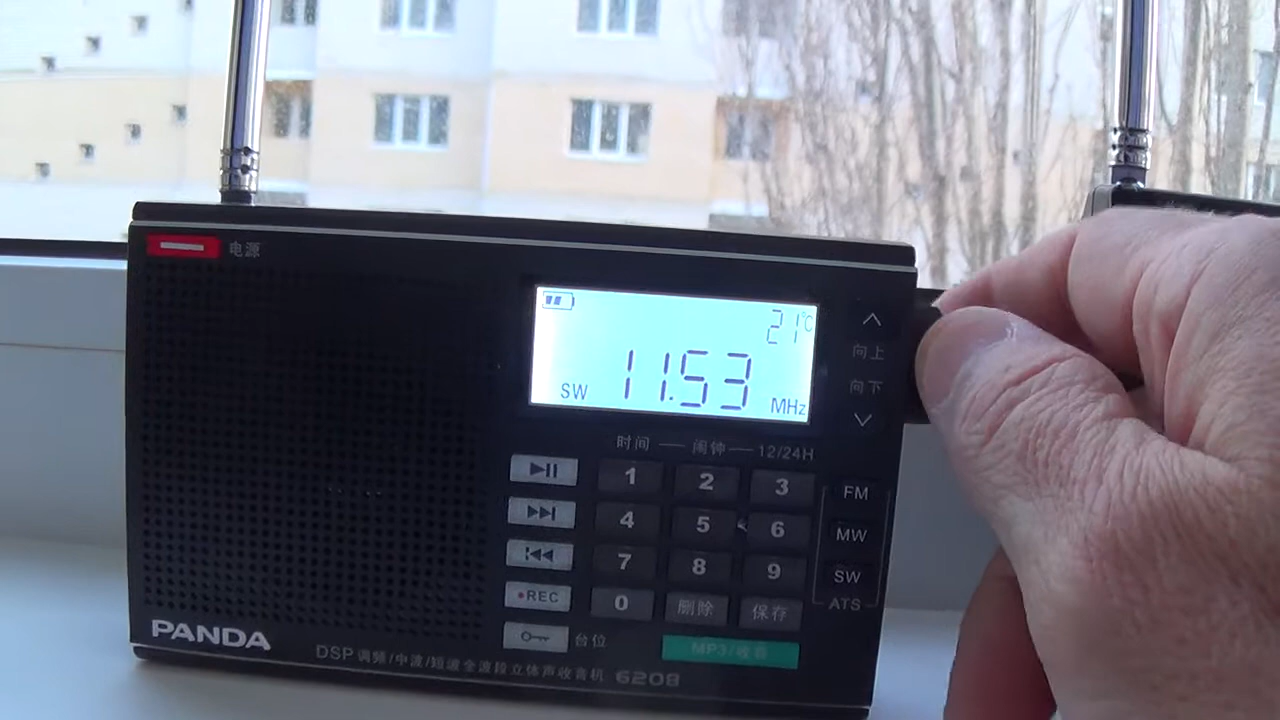 电源
21°C
SW 11.53 MHz
向上
向下
时间 — 闹钟 — 12/24H
1 2 3
4 5 6
7 8 9
0 删除 保存
REC
台位
FM
MW
SW
ATS
MP3/收音
PANDA
DSP 调频/中波/短波全波段立体声收音机 6208